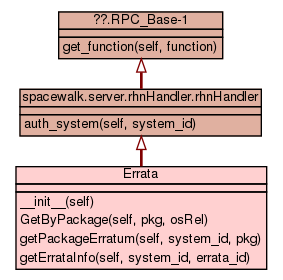 ??.RPC_Base-1
get_function(self, function)
spacewalk.server.rhnHandler.rhnHandler
auth_system(self, system_id)
Errata
__init__(self)
GetByPackage(self, pkg, osRel)
getPackageErratum(self, system_id, pkg)
getErrataInfo(self, system_id, errata_id)